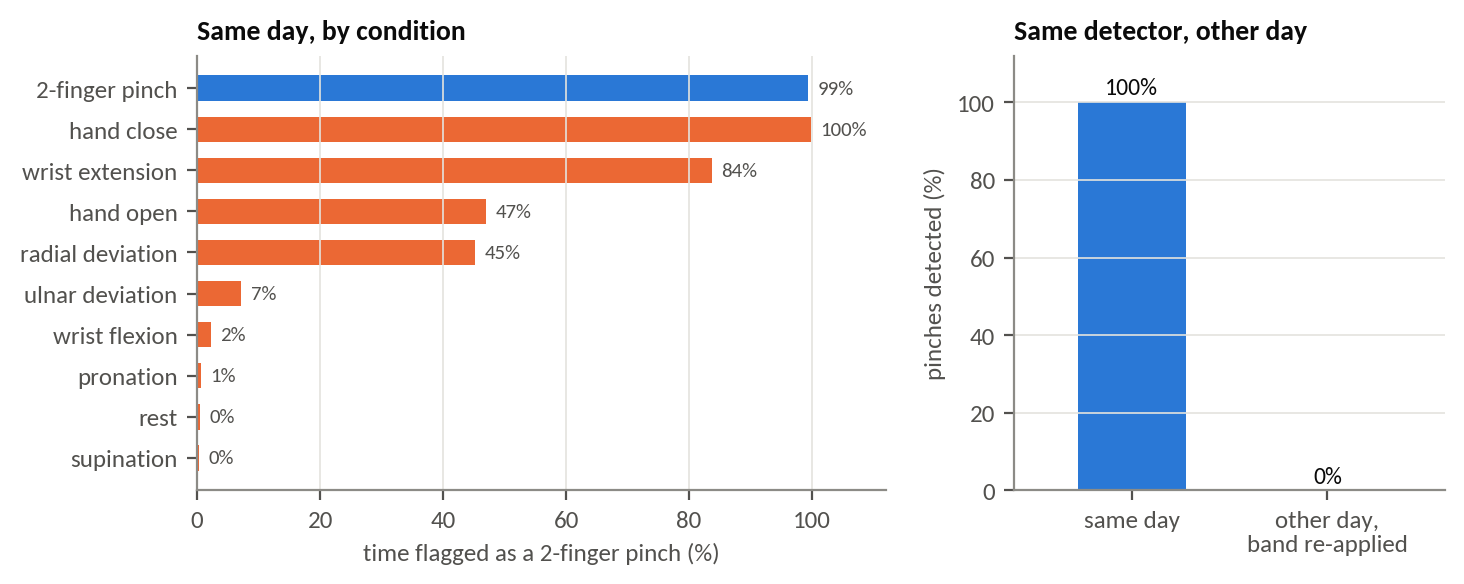 Same day, by condition
2-finger pinch
99%
hand close
100%
wrist extension
84%
hand open
47%
radial deviation
45%
ulnar deviation
7%
wrist flexion
2%
pronation
1%
rest
0%
supination
0%
0 20 40 60 80 100
time flagged as a 2-finger pinch (%)
Same detector, other day
pinches detected (%)
100
80
60
40
20
0
100%
0%
same day
other day,
band re-applied